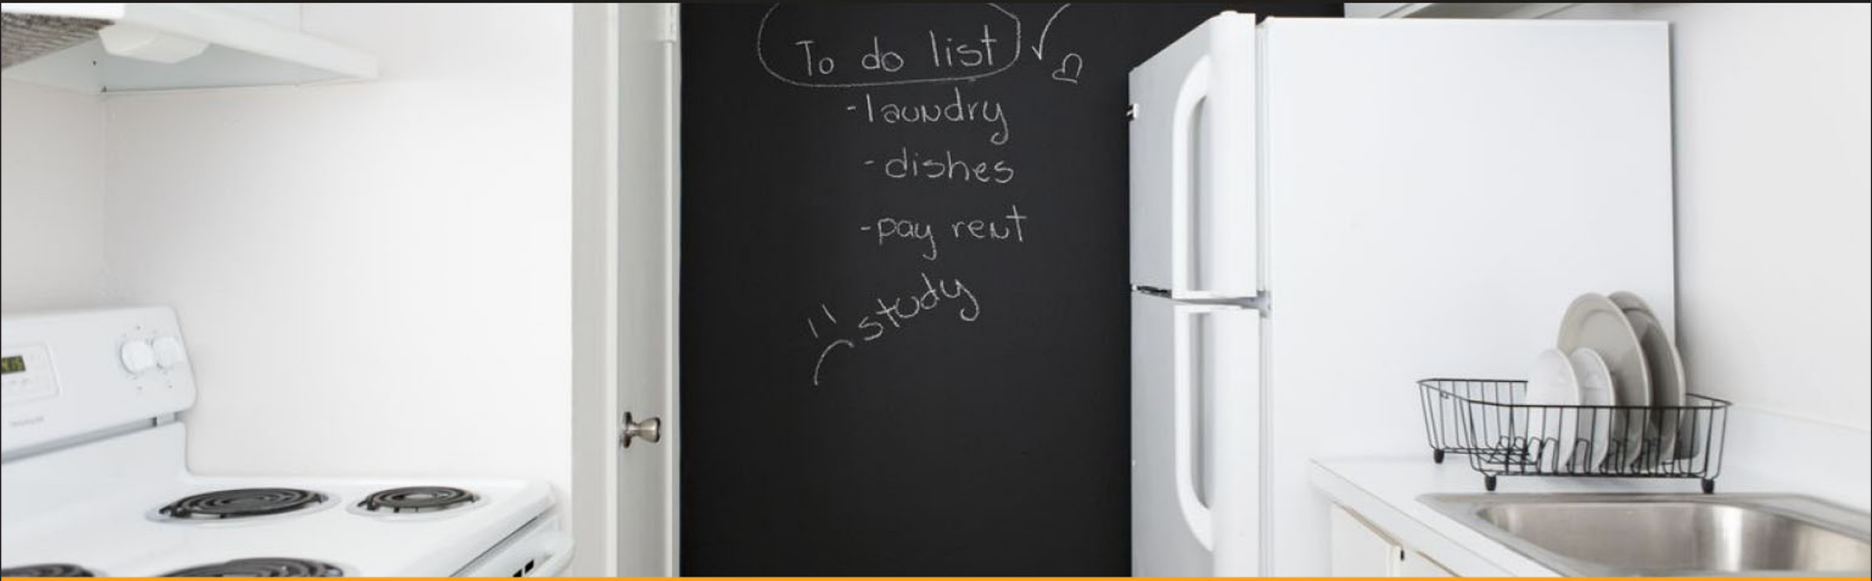 To do list
-laundry
-dishes
-pay rent
study